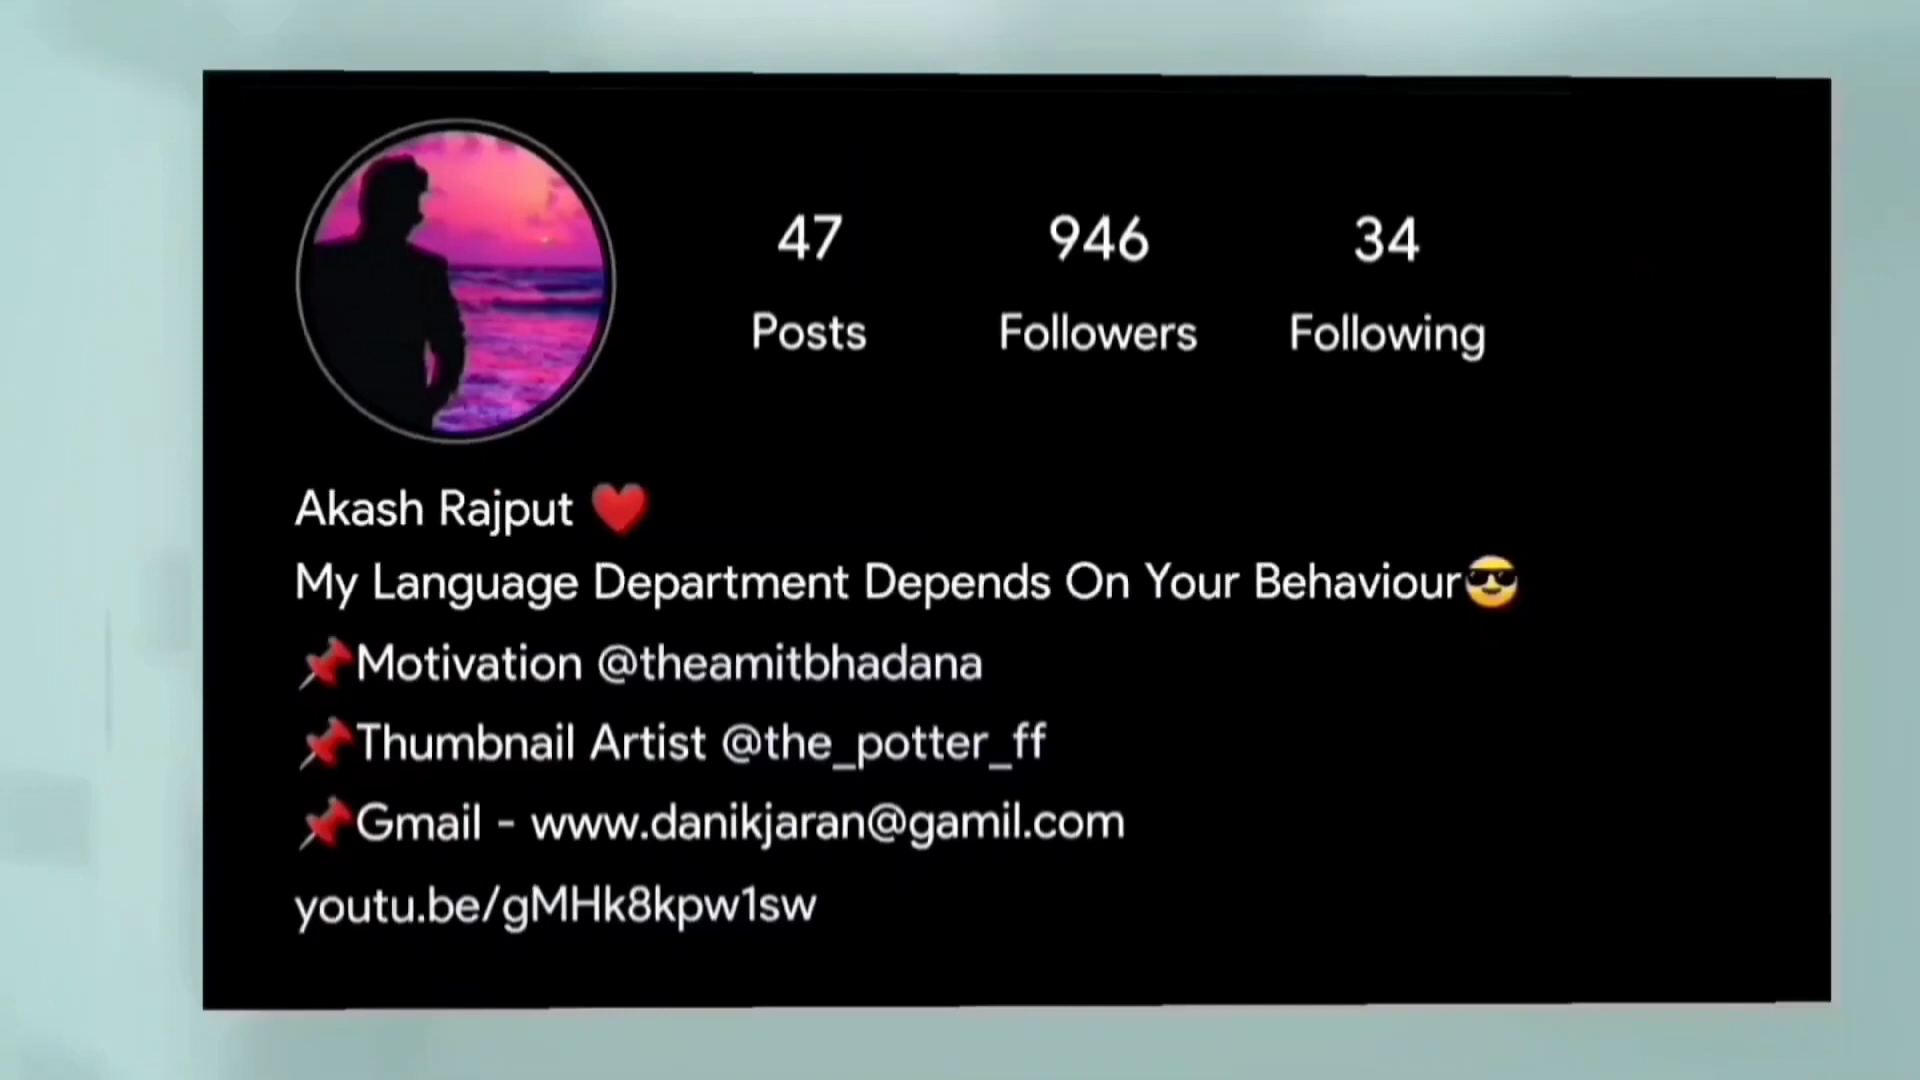 47 946 34
Posts Followers Following
Akash Rajput ❤️
My Language Department Depends On Your Behaviour😎
📌Motivation @theamitbhadana
📌Thumbnail Artist @the_potter_ff
📌Gmail - www.danikjaran@gamil.com
youtu.be/gMHk8kpw1sw